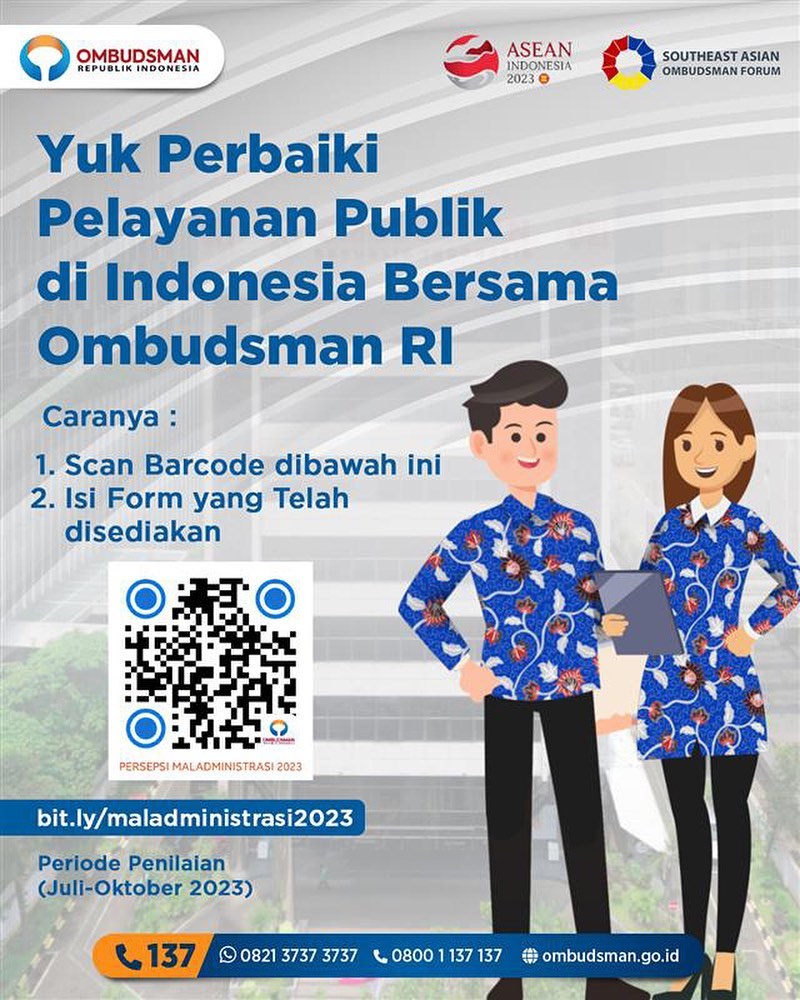 OMBUDSMAN
REPUBLIK INDONESIA
ASEAN
INDONESIA
2023
SOUTHEAST ASIAN
OMBUDSMAN FORUM
Yuk Perbaiki
Pelayanan Publik
di Indonesia Bersama
Ombudsman RI
Caranya :
1. Scan Barcode dibawah ini
2. Isi Form yang Telah
disediakan
OMBUDSMAN
PERSEPSI MALADMINISTRASI 2023
bit.ly/maladministrasi2023
Periode Penilaian
(Juli-Oktober 2023)
137 0821 3737 3737 0800 1 137 137 ombudsman.go.id